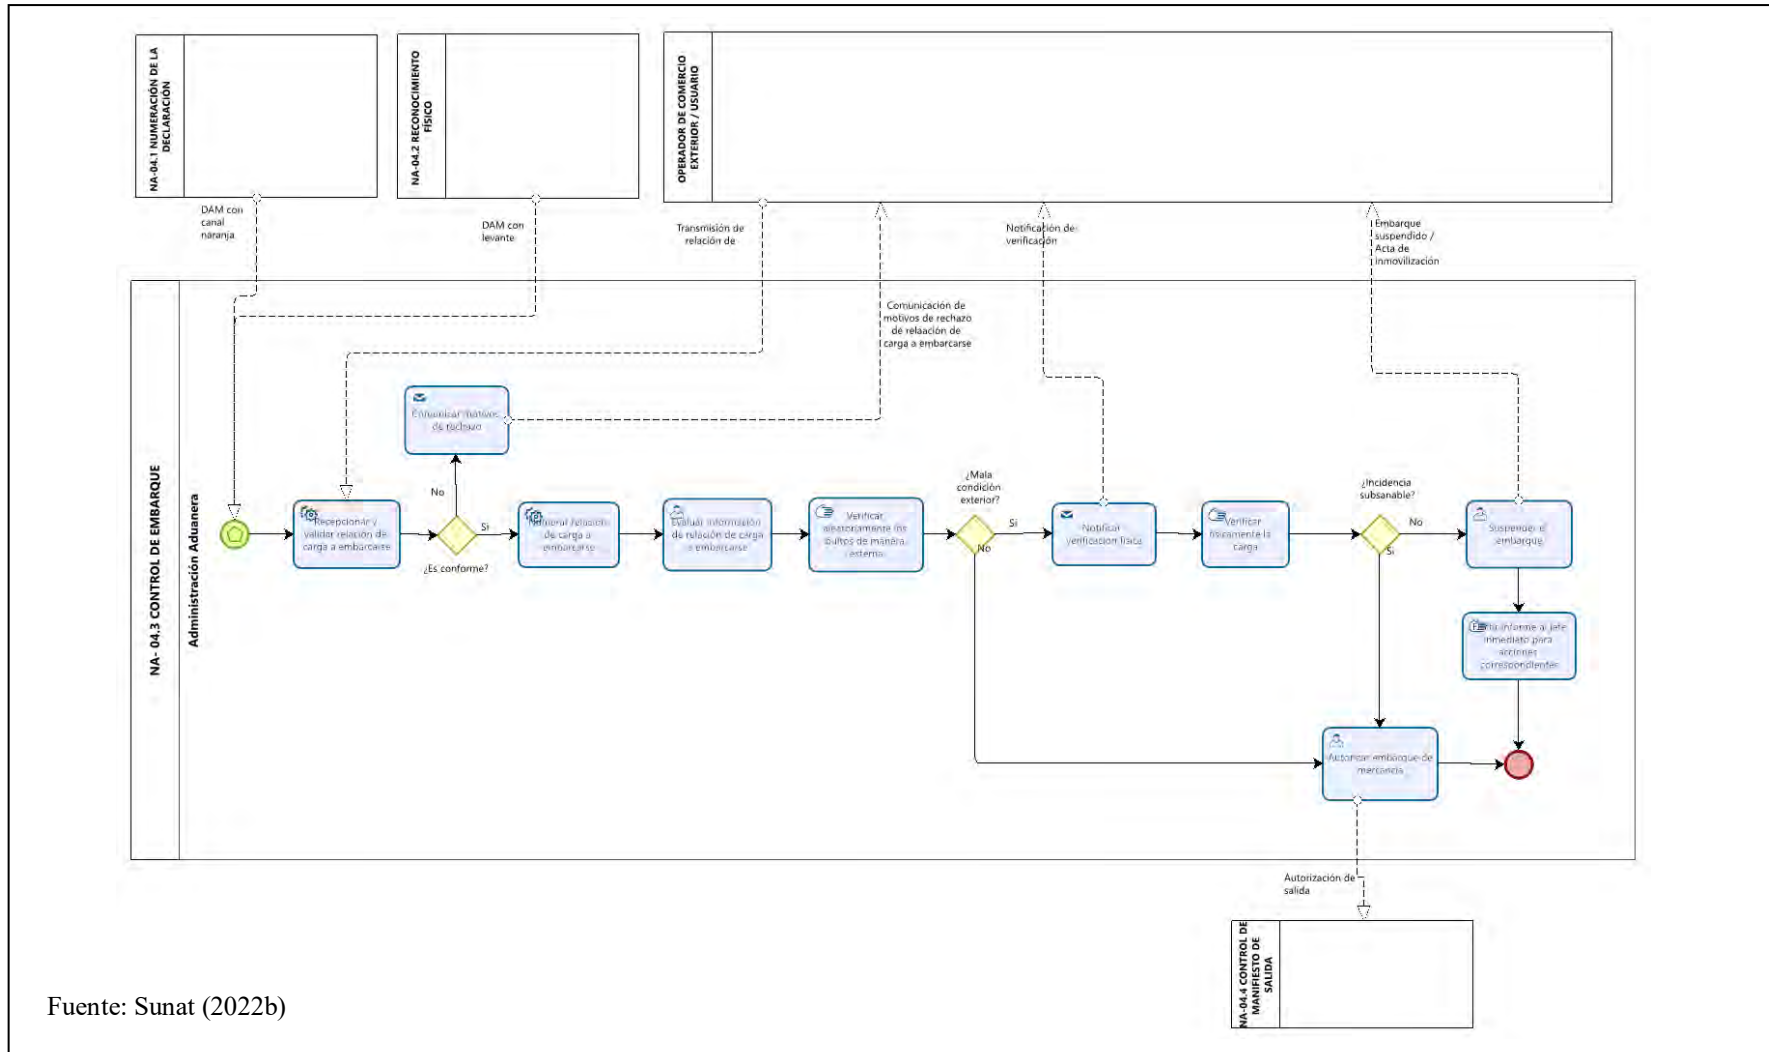 NA-04.1 NUMERACIÓN DE LA
DECLARACIÓN
NA-04.2 RECONOCIMIENTO
FÍSICO
OPERADOR DE COMERCIO
EXTERIOR / USUARIO
DAM con
canal
naranja
DAM con
levante
Transmisión de
relación de
Notificación de
verificación
Embarque
suspendido /
Acta de
inmovilización
Comunicación de
motivos de rechazo
de relaación de
carga a embarcarse
NA- 04.3 CONTROL DE EMBARQUE
Administración Aduanera
Comunicar motivos
de rechazo
No
Recepcionar y
validar relación de
carga a embarcarse
Si
¿Es conforme?
Numerar relación
de carga a
embarcarse
Evaluar información
de relación de carga
a embarcarse
Verificar
aleatoriamente los
bultos de manera
externa
¿Mala
condición
exterior?
Si
No
Notificar
verificación física
Verificar
físicamente la
carga
¿Incidencia
subsanable?
No
Si
Suspender el
embarque
informe al jefe
inmediato para
acciones
correspondientes
Autorizar embarque de
mercancía
Autorización de
salida
NA-04.4 CONTROL DE
MANIFIESTO DE
SALIDA
Fuente: Sunat (2022b)